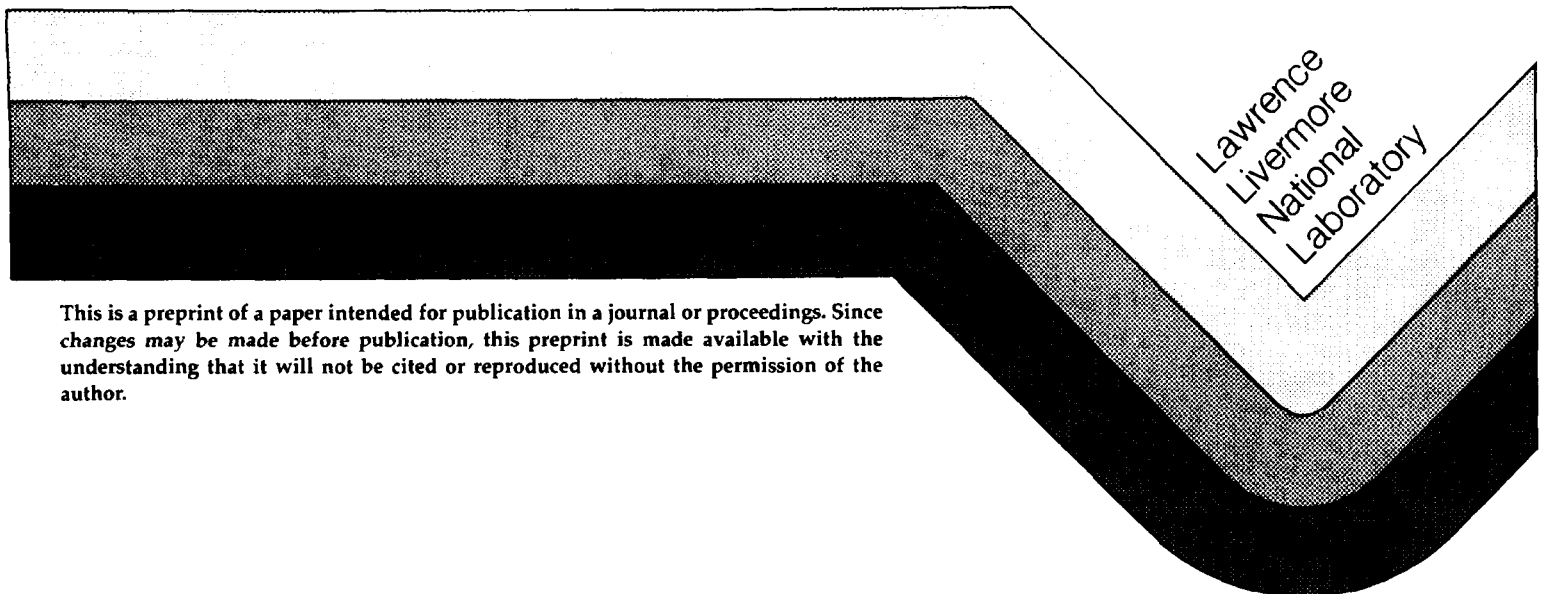 Lawrence
Livermore
National
Laboratory
This is a preprint of a paper intended for publication in a journal or proceedings. Since
changes may be made before publication, this preprint is made available with the
understanding that it will not be cited or reproduced without the permission of the
author.